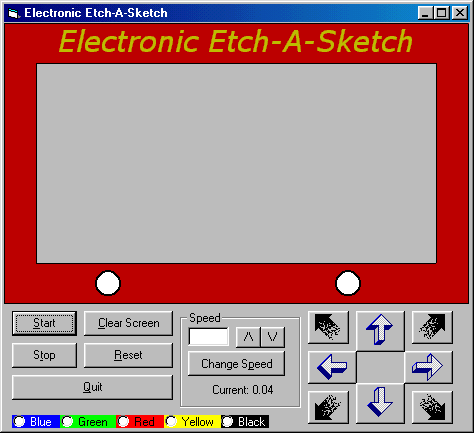 Electronic Etch-A-Sketch
Electronic Etch-A-Sketch
Start
Clear Screen
Stop
Reset
Quit
Speed
/\
\/
Change Speed
Current: 0.04
Blue
Green
Red
Yellow
Black